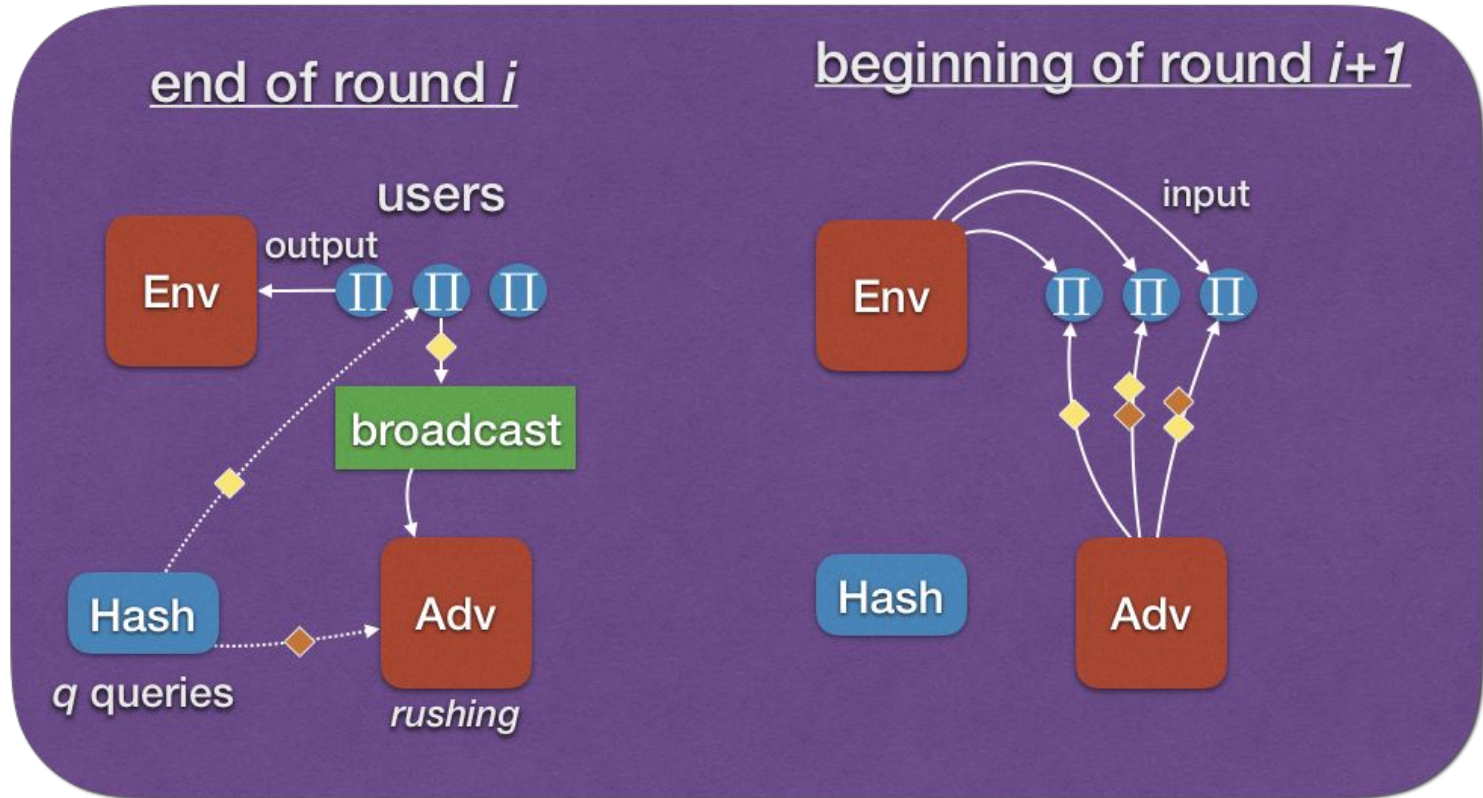 end of round i
users
output
Env
Π Π Π
broadcast
Hash
Adv
q queries
rushing
beginning of round i+1
input
Env
Π Π Π
Hash
Adv